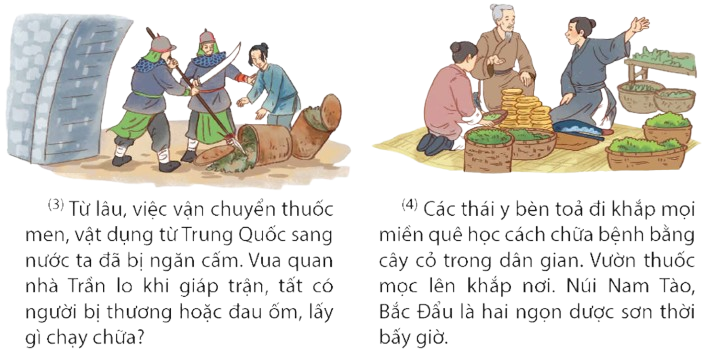 (3) Từ lâu, việc vận chuyển thuốc
men, vật dụng từ Trung Quốc sang
nước ta đã bị ngăn cấm. Vua quan
nhà Trần lo khi giáp trận, tất có
người bị thương hoặc đau ốm, lấy
gì chạy chữa?
(4) Các thái y bèn toả đi khắp mọi
miền quê học cách chữa bệnh bằng
cây cỏ trong dân gian. Vườn thuốc
mọc lên khắp nơi. Núi Nam Tào,
Bắc Đẩu là hai ngọn dược sơn thời
bấy giờ.